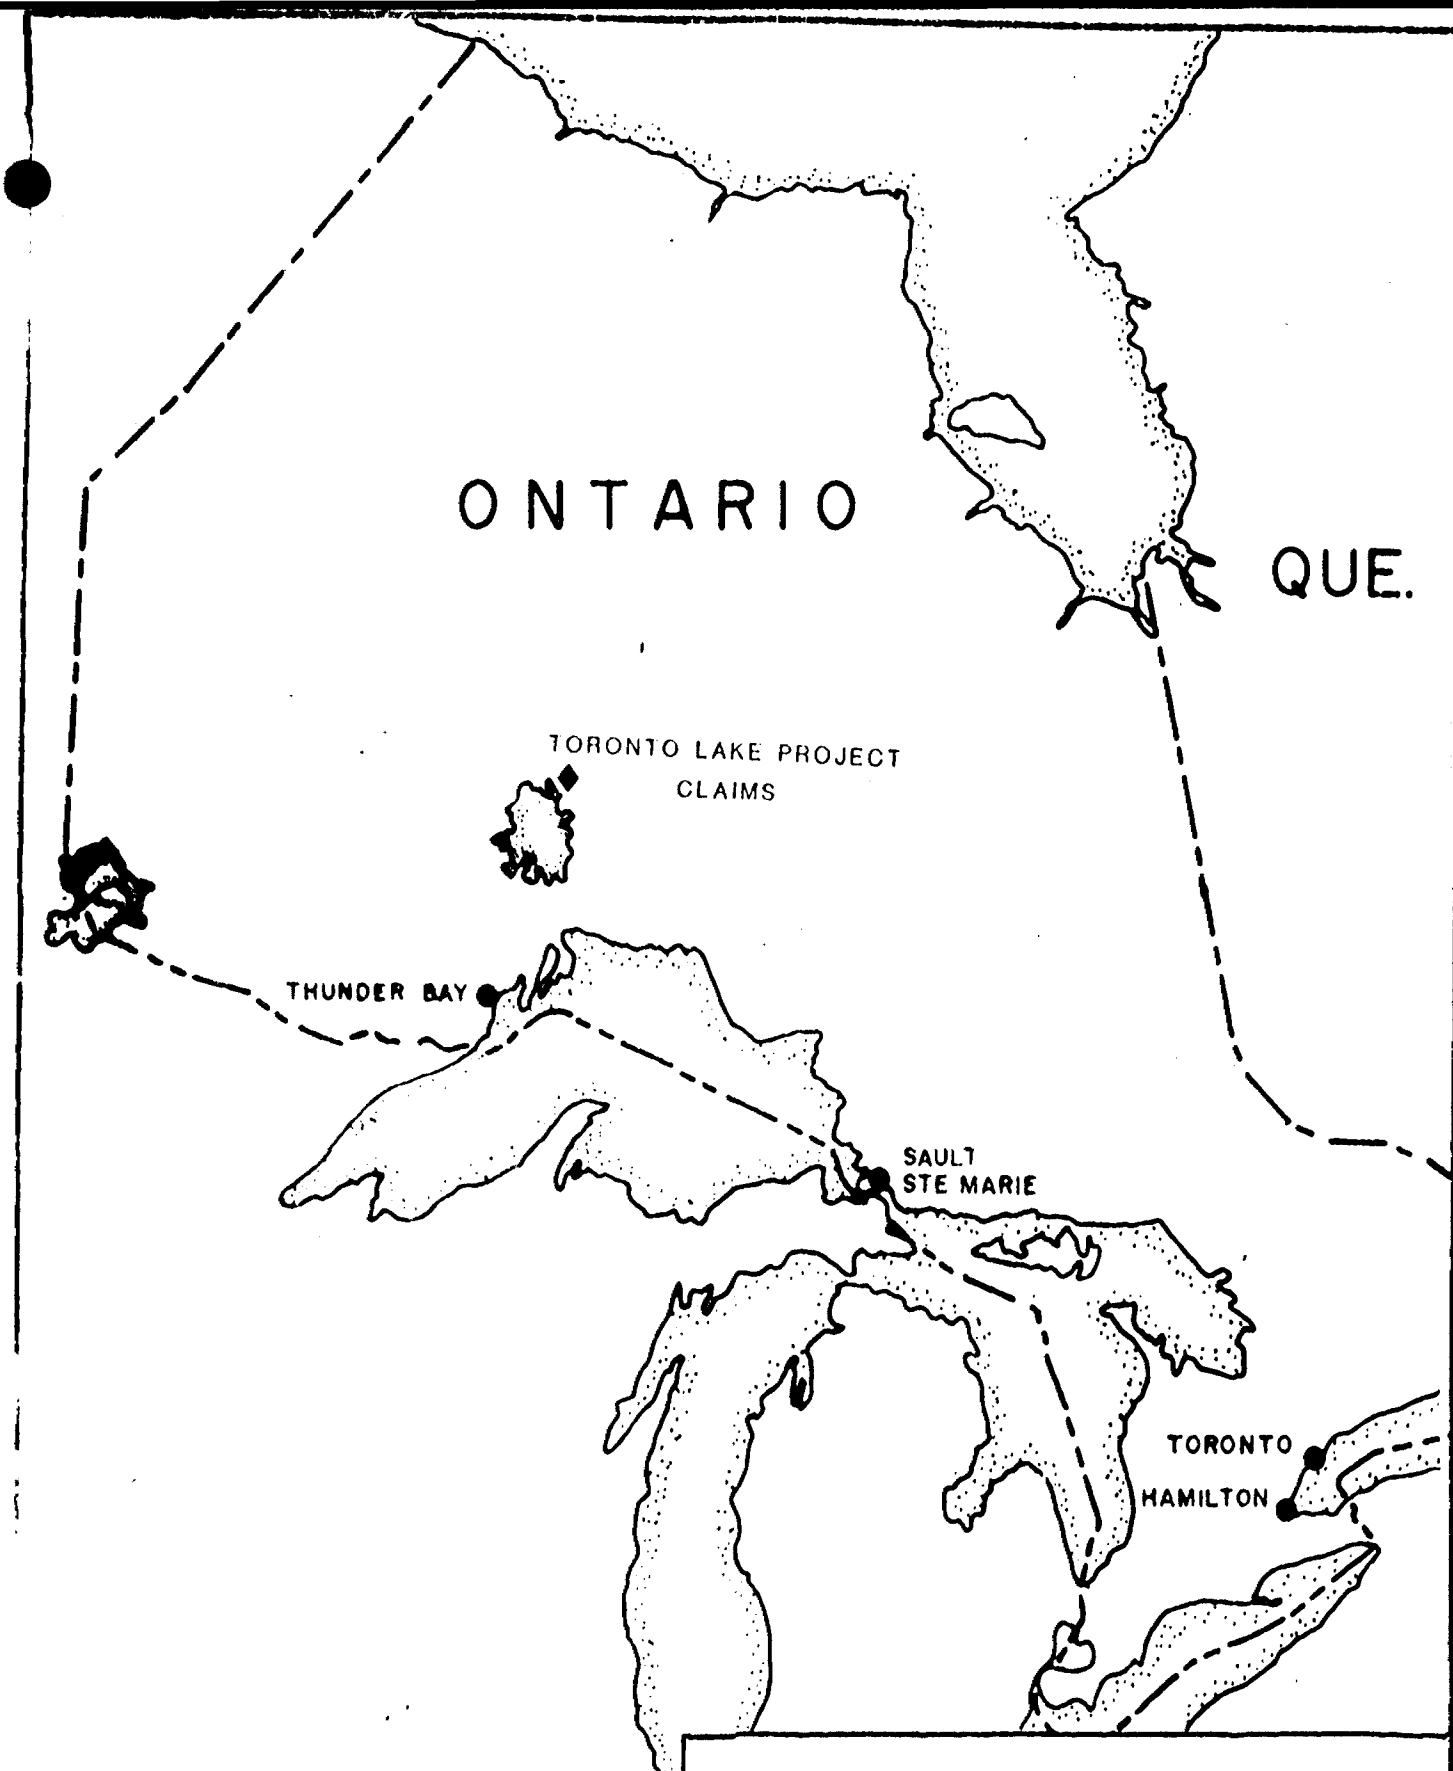 ONTARIO
QUE.
TORONTO LAKE PROJECT
CLAIMS
THUNDER BAY
SAULT
STE MARIE
TORONTO
HAMILTON